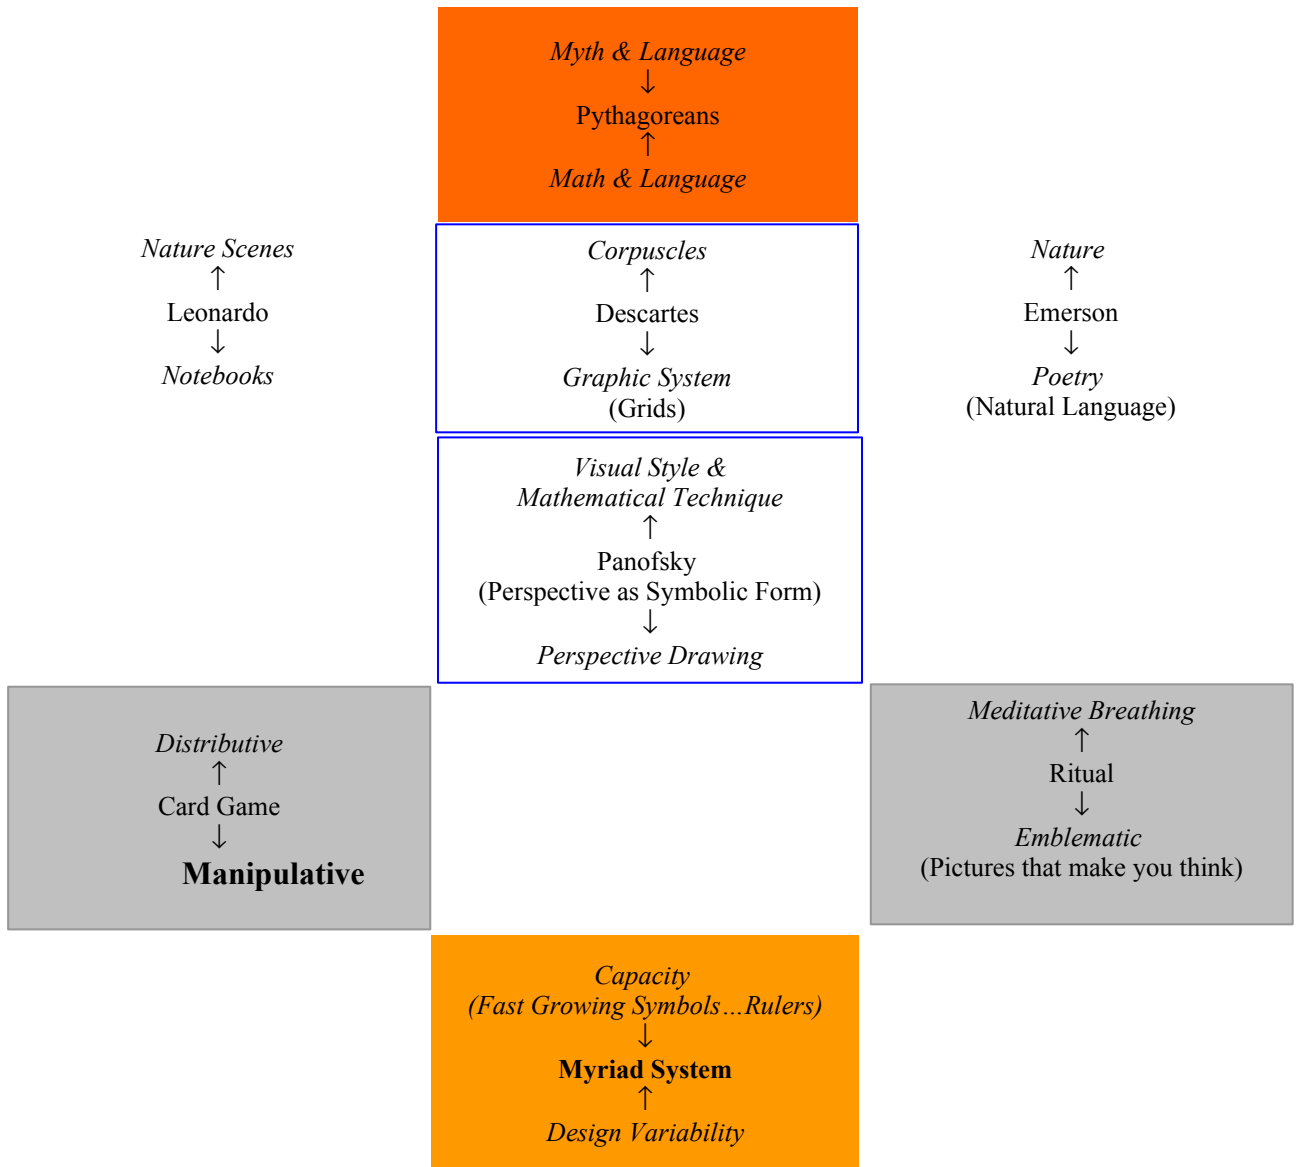 Myth & Language
↓
Pythagoreans
↑
Math & Language
Nature Scenes
↑
Leonardo
↓
Notebooks
Corpuscles
↑
Descartes
↓
Graphic System
(Grids)
Nature
↑
Emerson
↓
Poetry
(Natural Language)
Visual Style &
Mathematical Technique
↑
Panofsky
(Perspective as Symbolic Form)
↓
Perspective Drawing
Distributive
↑
Card Game
↓
Manipulative
Meditative Breathing
↑
Ritual
↓
Emblematic
(Pictures that make you think)
Capacity
(Fast Growing Symbols…Rulers)
↓
Myriad System
↑
Design Variability